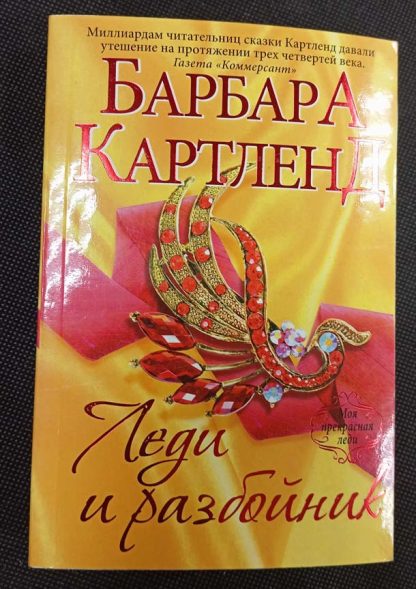 Миллиардам читательниц сказки Картленд давали
утешение на протяжении трех четвертей века.
Газета «Коммерсант»
БАРБАРА
КАРТЛЕНД
Моя
прекрасная
леди
Леди
и разбойник